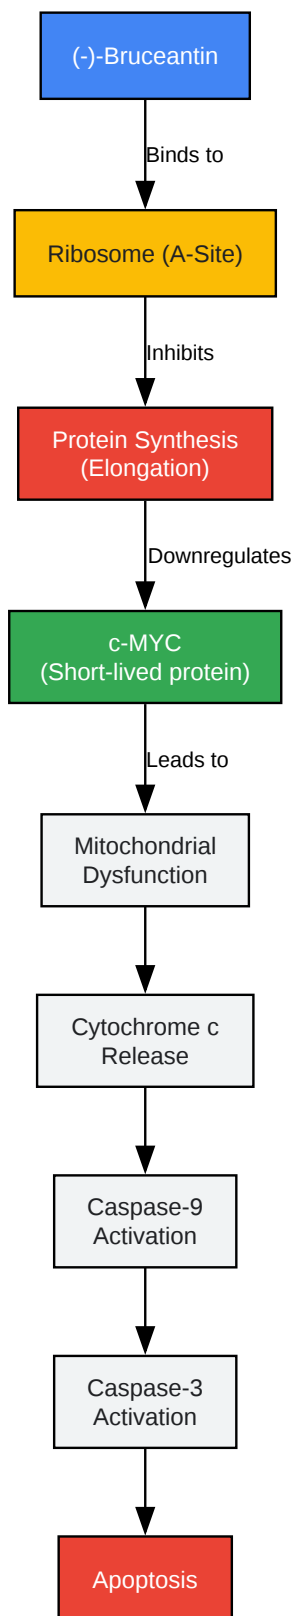 (-)-Bruceantin
Binds to
Ribosome (A-Site)
Inhibits
Protein Synthesis
(Elongation)
Downregulates
c-MYC
(Short-lived protein)
Leads to
Mitochondrial
Dysfunction
Cytochrome c
Release
Caspase-9
Activation
Caspase-3
Activation
Apoptosis